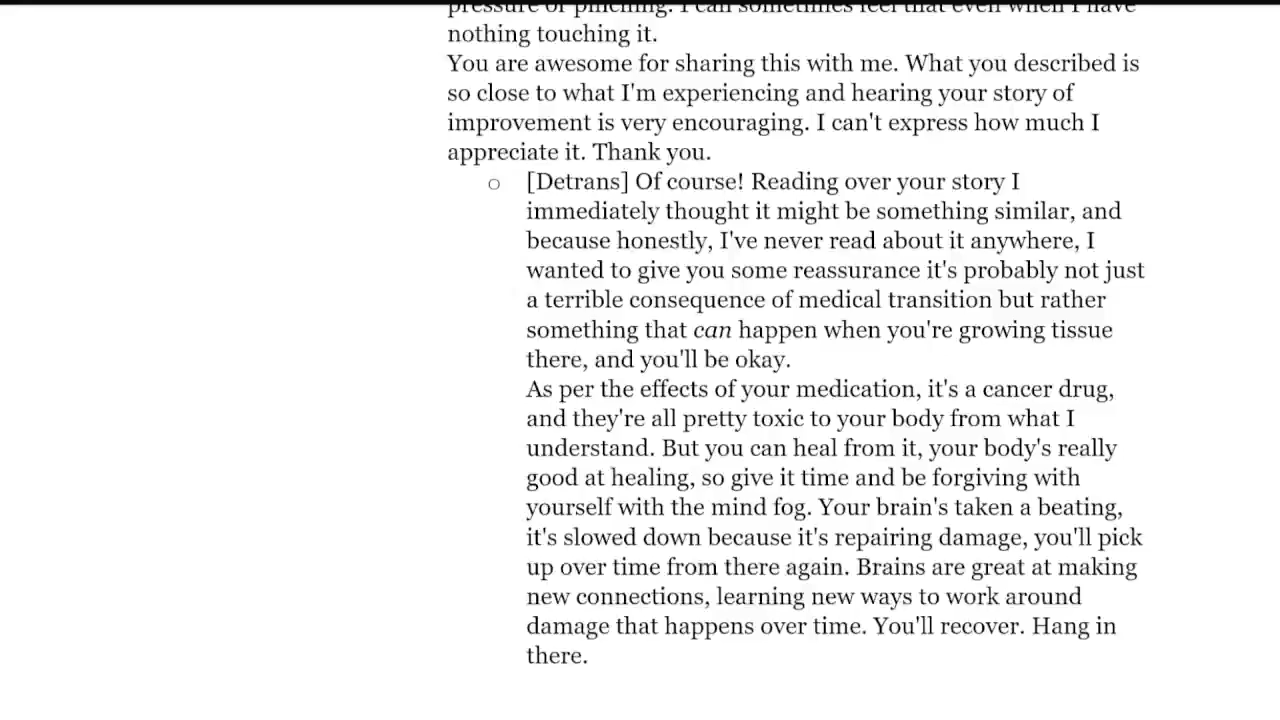 pressure or pinching. I can sometimes feel that even when I have
nothing touching it.
You are awesome for sharing this with me. What you described is
so close to what I'm experiencing and hearing your story of
improvement is very encouraging. I can't express how much I
appreciate it. Thank you.
○ [Detrans] Of course! Reading over your story I
immediately thought it might be something similar, and
because honestly, I've never read about it anywhere, I
wanted to give you some reassurance it's probably not just
a terrible consequence of medical transition but rather
something that can happen when you're growing tissue
there, and you'll be okay.
As per the effects of your medication, it's a cancer drug,
and they're all pretty toxic to your body from what I
understand. But you can heal from it, your body's really
good at healing, so give it time and be forgiving with
yourself with the mind fog. Your brain's taken a beating,
it's slowed down because it's repairing damage, you'll pick
up over time from there again. Brains are great at making
new connections, learning new ways to work around
damage that happens over time. You'll recover. Hang in
there.